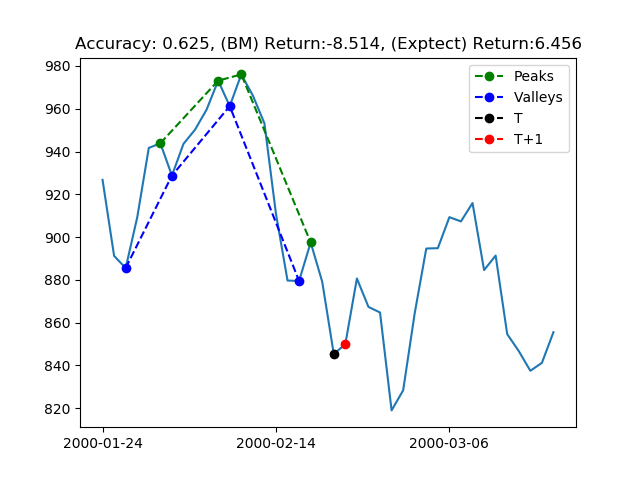 Accuracy: 0.625, (BM) Return:-8.514, (Exptect) Return:6.456
980
960
940
920
900
880
860
840
820
2000-01-24
2000-02-14
2000-03-06
Peaks
Valleys
T
T+1